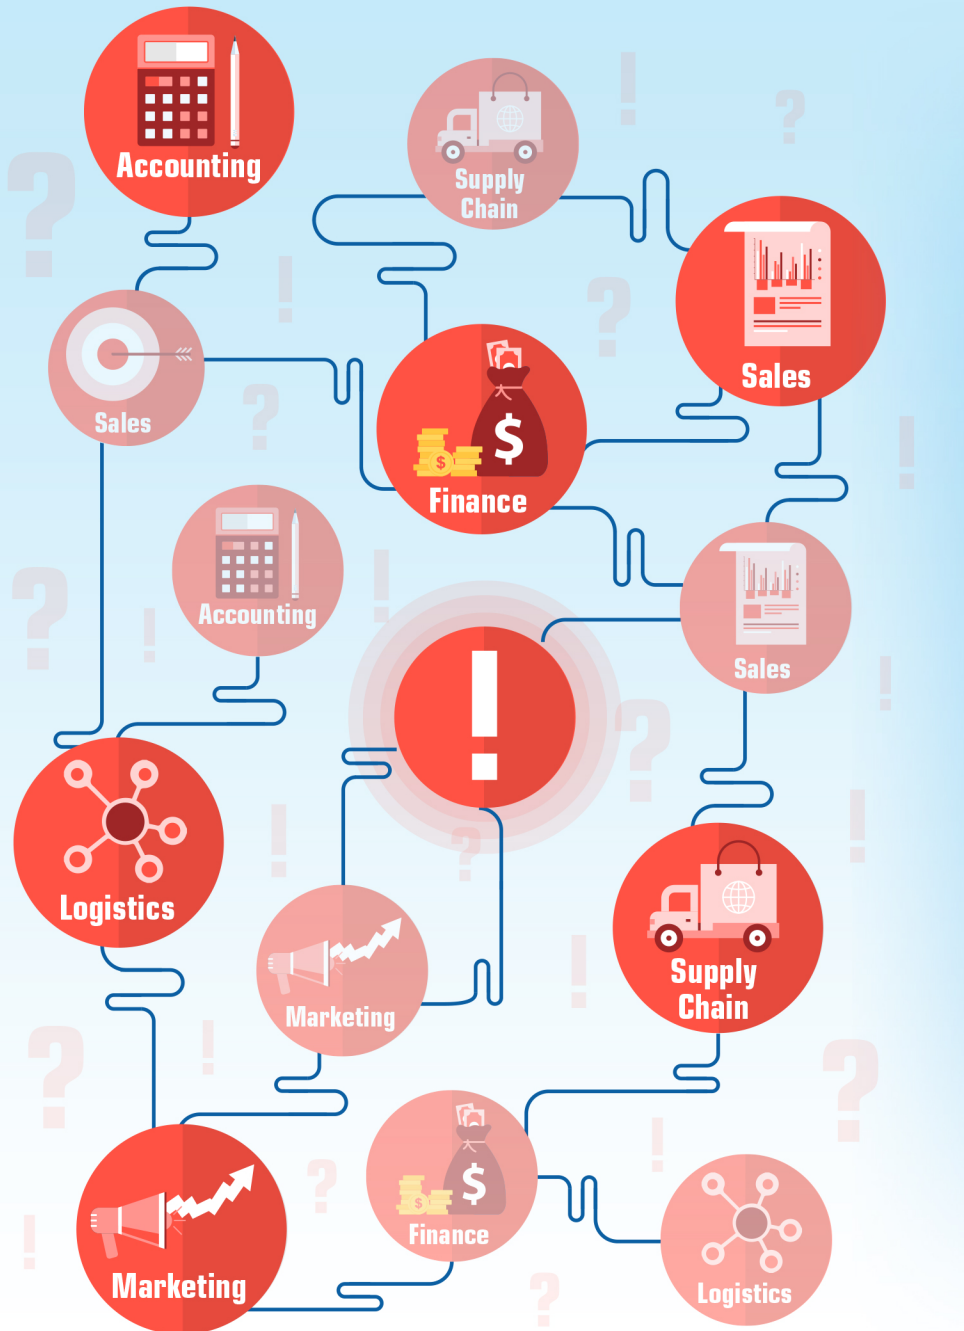 Accounting
Supply
Chain
Sales
Sales
$
$
Finance
Accounting
Sales
!
Logistics
Supply
Chain
Marketing
$
$
Finance
Marketing
Logistics